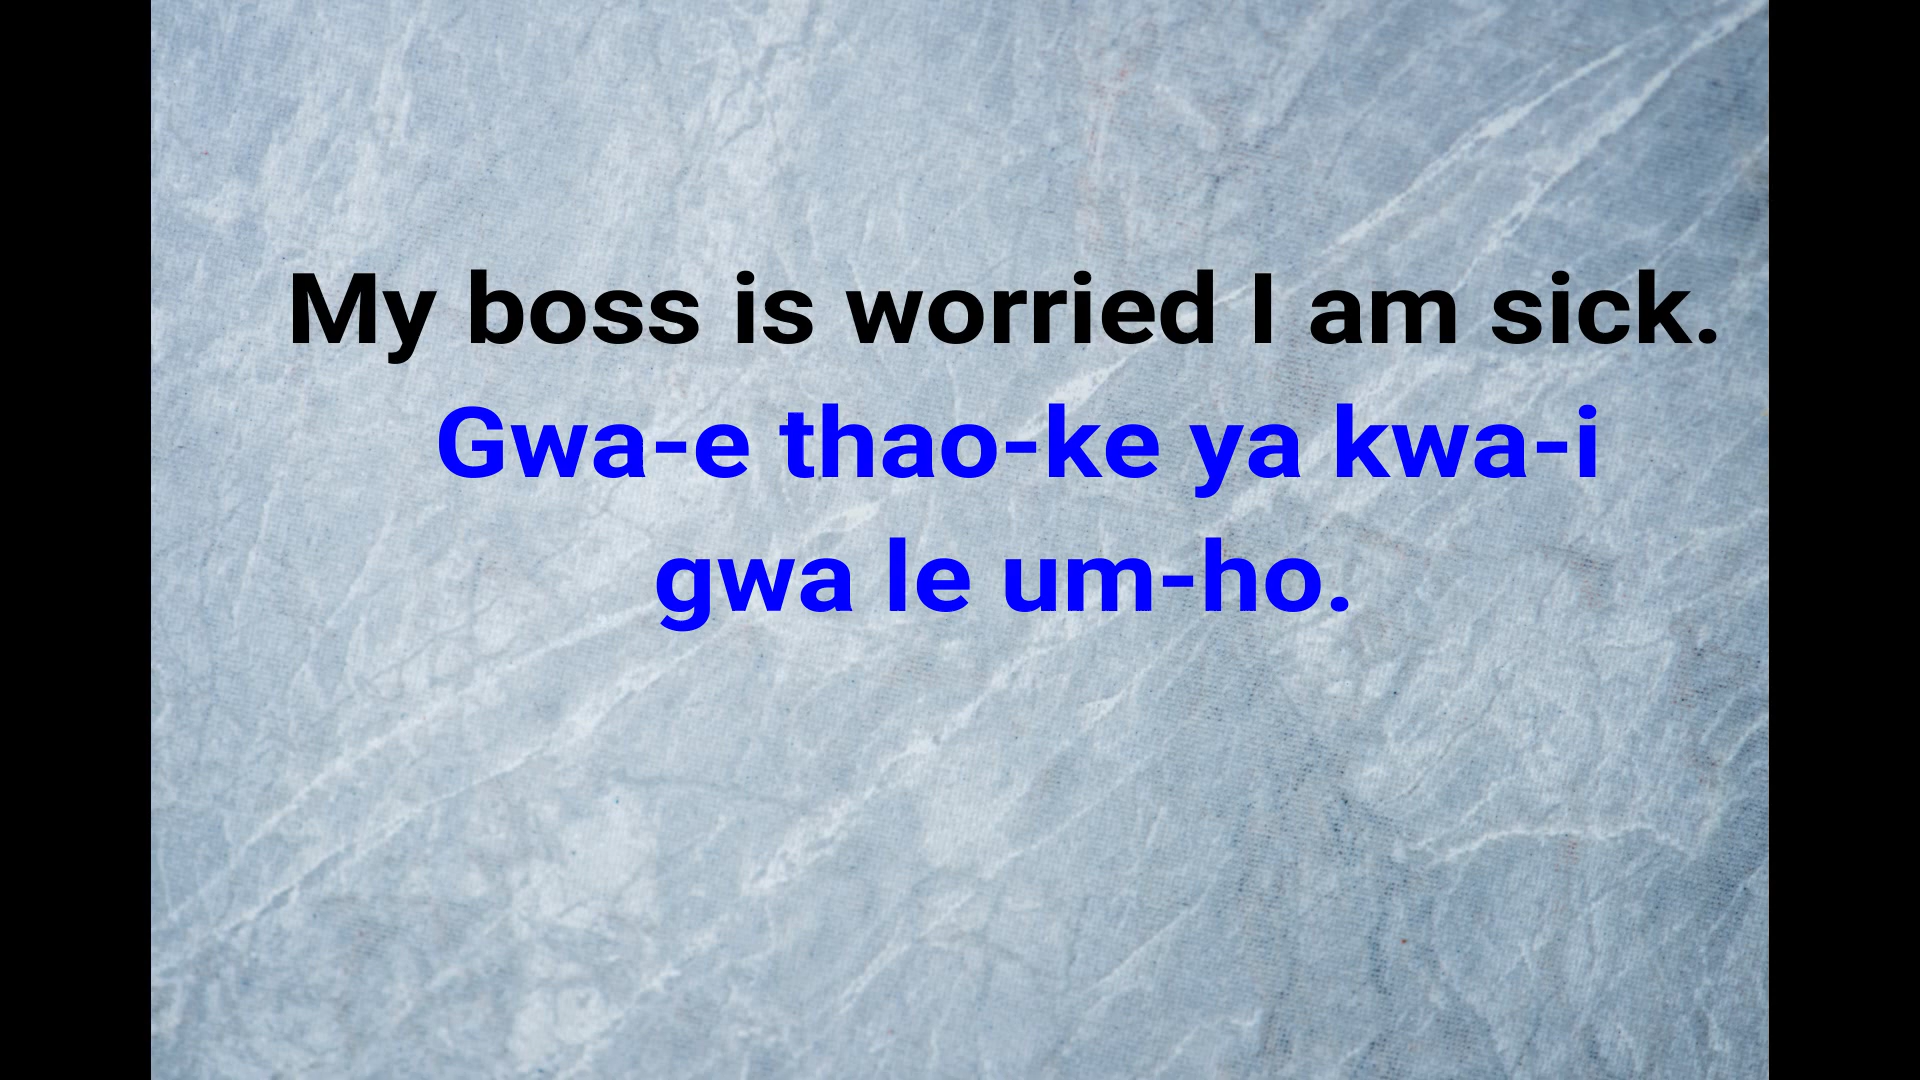 My boss is worried I am sick.
Gwa-e thao-ke ya kwa-i
gwa le um-ho.